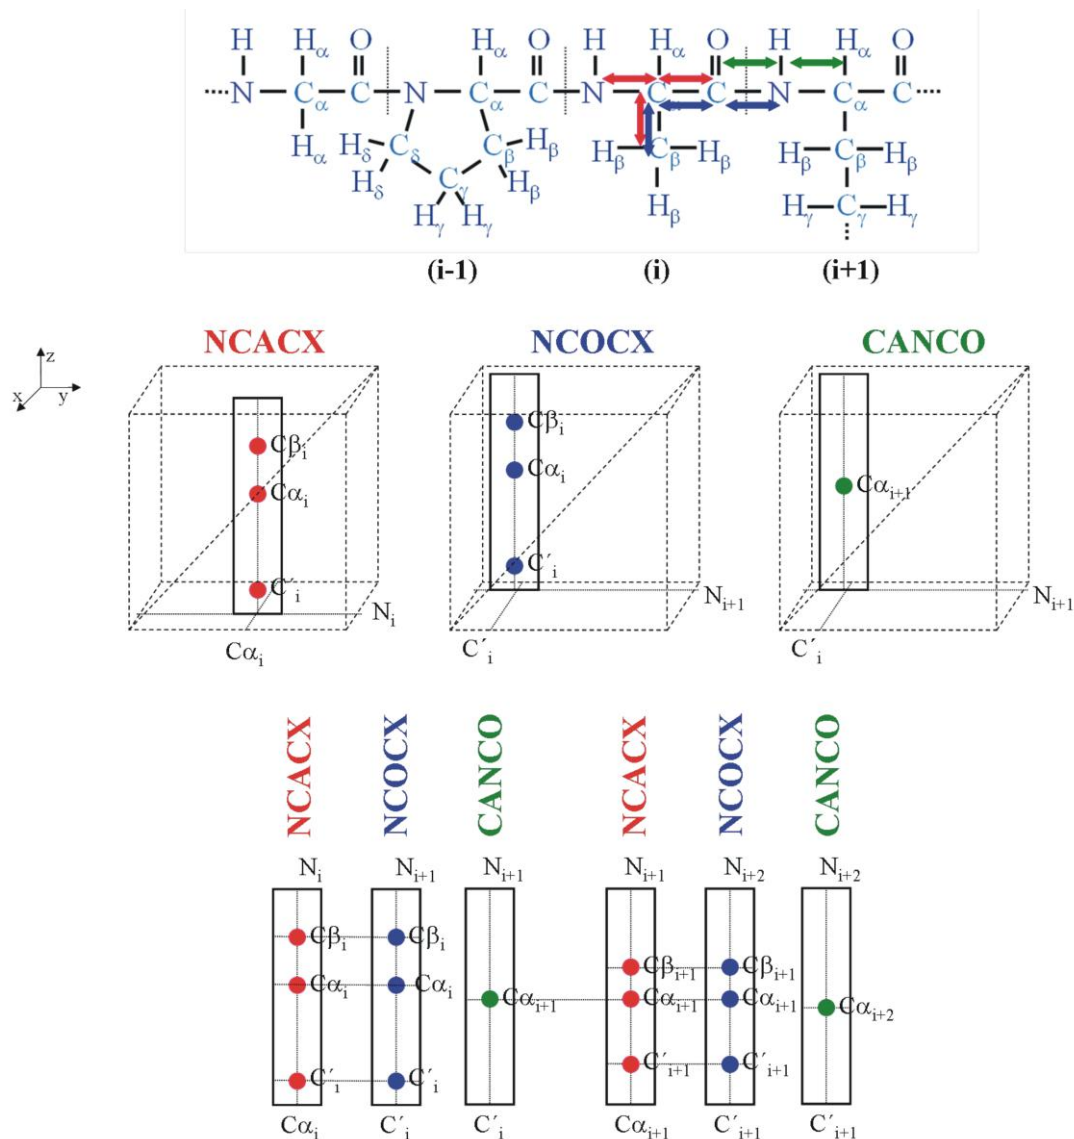 H Hα O Hα O H Hα O H Hα O
N Cα C N Cα C N Cα C N Cα C
Hα Hδ Cδ Cβ Hβ Hβ Cβ Hβ Hβ Cβ Hβ
Hδ Cγ Hβ Hβ Hγ Cγ Hγ
Hγ Hγ
(i-1) (i) (i+1)
NCACX NCOCX CANCO
z
x y
Cβi
Cαi
C´i
Ni
Cαi
Cβi
Cαi
C´i
Ni+1
C´i
Cαi+1
Ni+1
C´i
NCACX NCOCX CANCO NCACX NCOCX CANCO
Ni Ni+1 Ni+1 Ni+1 Ni+2 Ni+2
Cβi Cβi Cβi+1 Cβi+1
Cαi Cαi Cαi+1 Cαi+1 Cαi+1 Cαi+2
C´i C´i C´i+1 C´i+1
Cαi C´i C´i Cαi+1 C´i+1 C´i+1